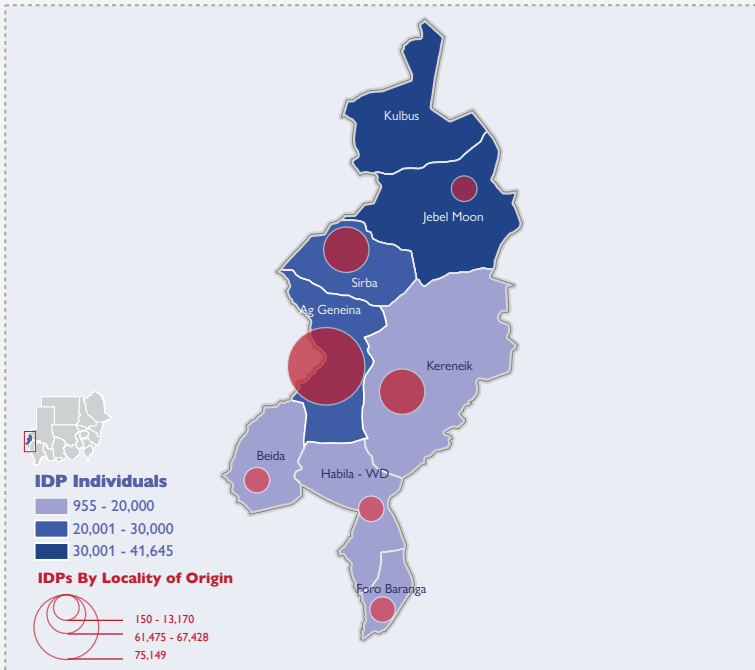 Kulbus
Jebel Moon
Sirba
Ag Geneina
Kereneik
Beida
Habila - WD
Foro Baranga
IDP Individuals
955 - 20,000
20,001 - 30,000
30,001 - 41,645
IDPs By Locality of Origin
150 - 13,170
61,475 - 67,428
75,149